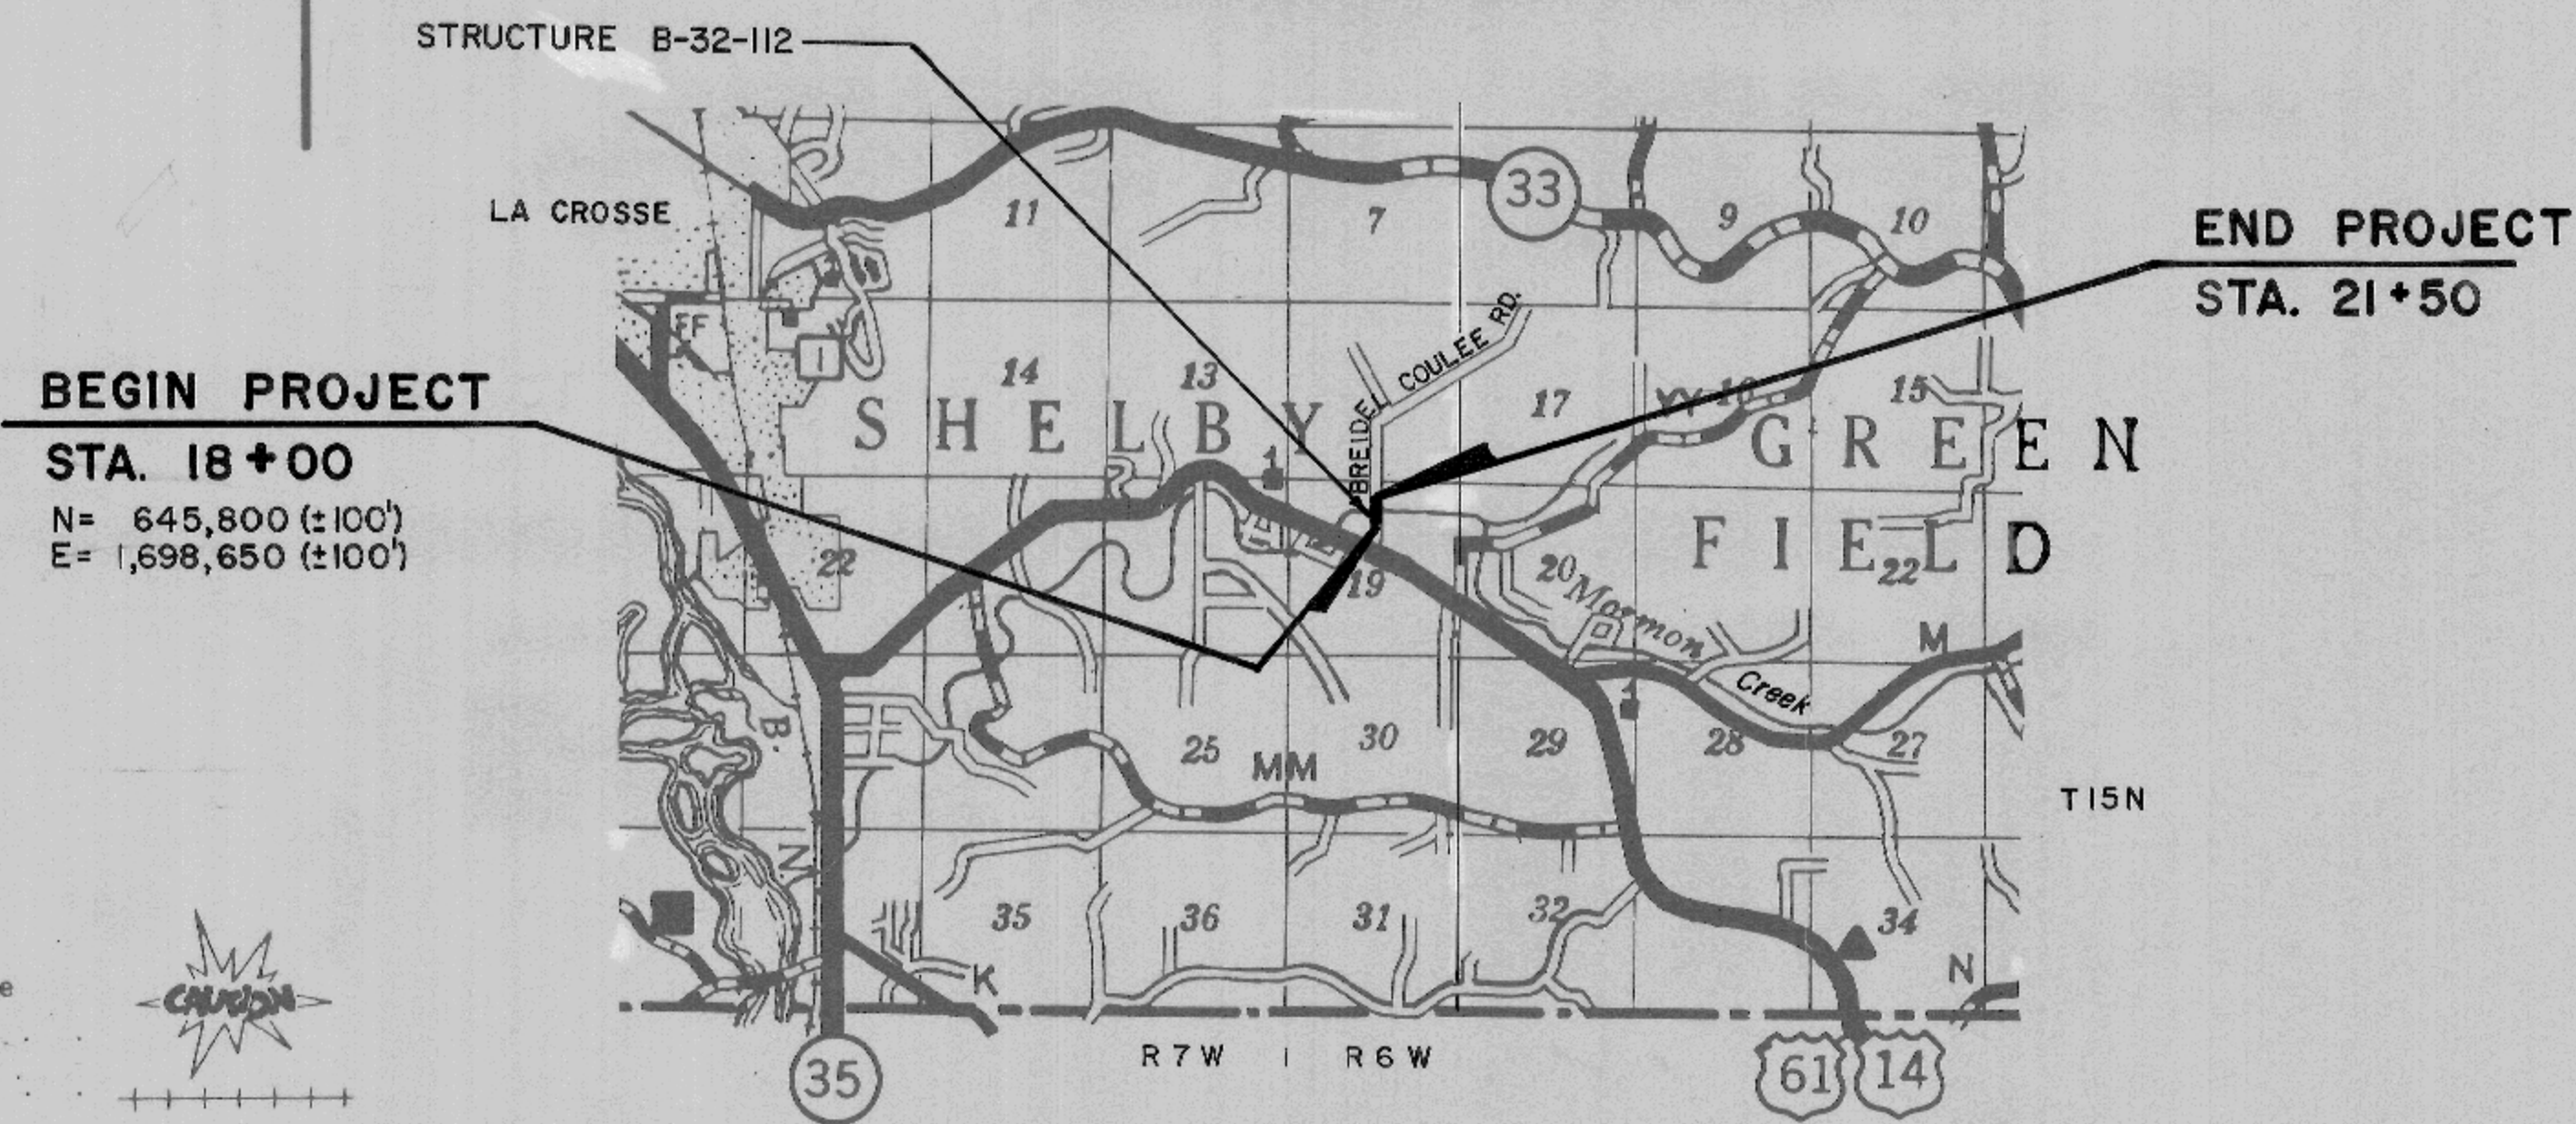 STRUCTURE B-32-112
LA CROSSE
33
11
7
9
10
END PROJECT
STA. 21+50
BREIDEL COULEE RD.
FF
1
14
13
17
YY
16
15
BEGIN PROJECT
STA. 18+00
N= 645,800 (±100')
E= 1,698,650 (±100')
SHELBY
GREEN
FIELD
22
19
20
22
Mormon
Creek
M
B.
N
25
30
29
28
27
MM
T15N
35
36
31
32
34
K
N
CAUTION
35
R7W | R6W
61
14